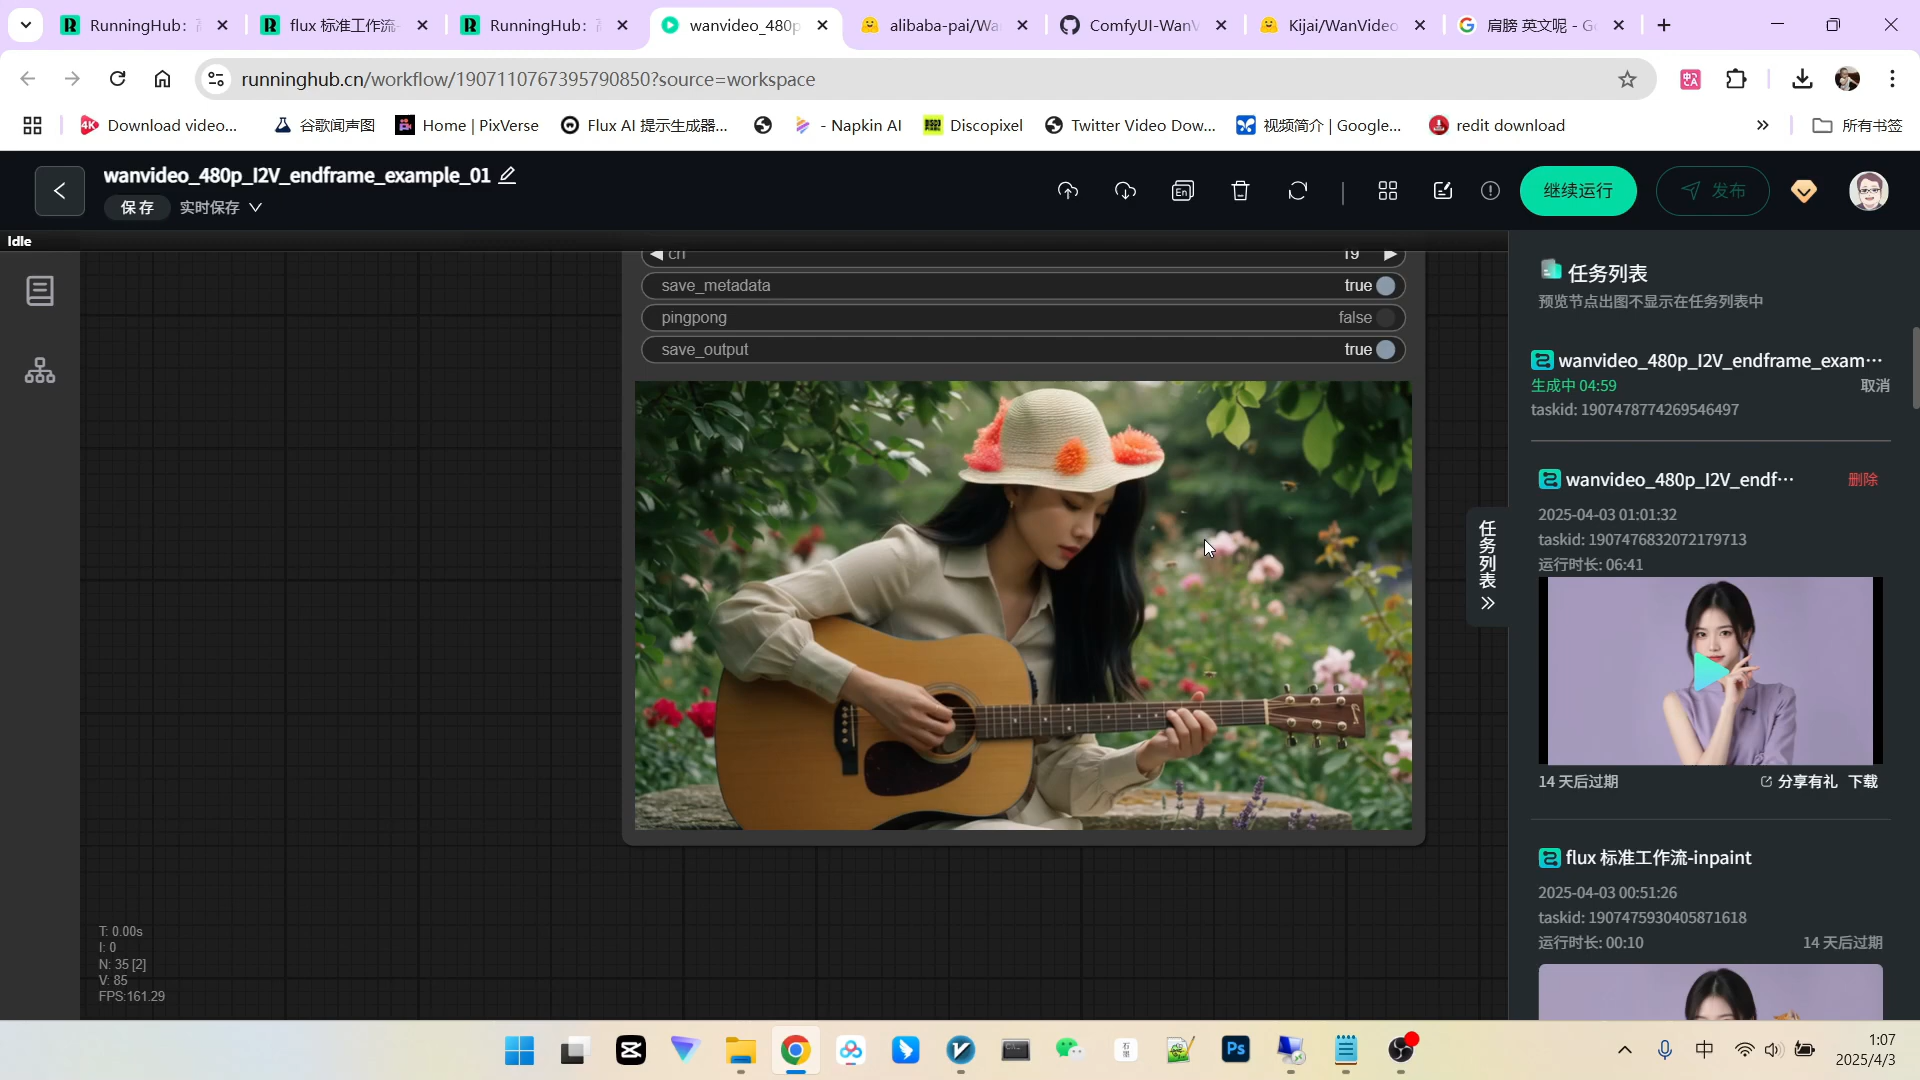 RunningHub:
flux 标准工作流-
RunningHub:
wanvideo_480p
alibaba-pai/Wa
ComfyUI-WanV
Kijai/WanVideo
肩膀 英文呢 - G
runninghub.cn/workflow/1907110767395790850?source=workspace
Download video...
谷歌闻声图
Home | PixVerse
Flux AI 提示生成器...
- Napkin AI
Discopixel
Twitter Video Dow...
视频简介 | Google...
redit download
所有书签
wanvideo_480p_I2V_endframe_example_01
保存
实时保存
En
继续运行
发布
Idle
19
save_metadata
true
pingpong
false
save_output
true
任务列表
任务列表
预览节点出图不显示在任务列表中
wanvideo_480p_I2V_endframe_exam...
生成中 04:59
取消
taskid: 1907478774269546497
wanvideo_480p_I2V_endf...
删除
2025-04-03 01:01:32
taskid: 1907476832072179713
运行时长: 06:41
14 天后过期
分享有礼
下载
flux 标准工作流-inpaint
2025-04-03 00:51:26
taskid: 1907475930405871618
运行时长: 00:10
14 天后过期
T: 0.00s
I: 0
N: 35 [2]
V: 85
FPS:161.29
Ps
中
1:07
2025/4/3